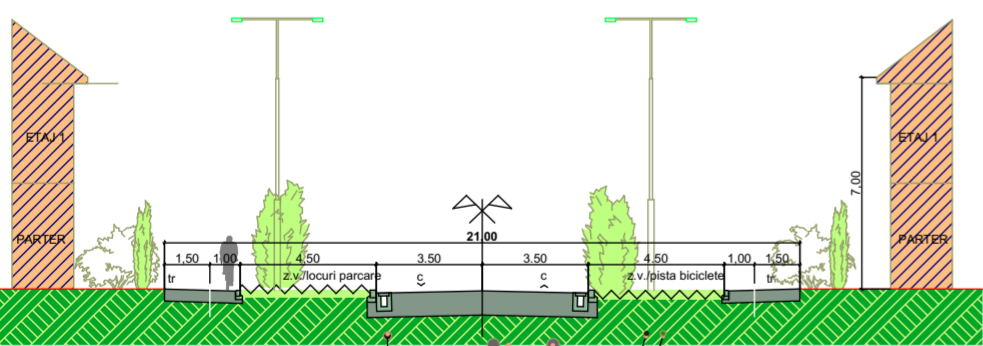 ETAJ 1
ETAJ 1
7,00
PARTER
PARTER
21,00
1,50 1,00 4,50 3,50 3,50 4,50 1,00 1,50
tr z.v./locuri parcare c c z.v./pista biciclete tr